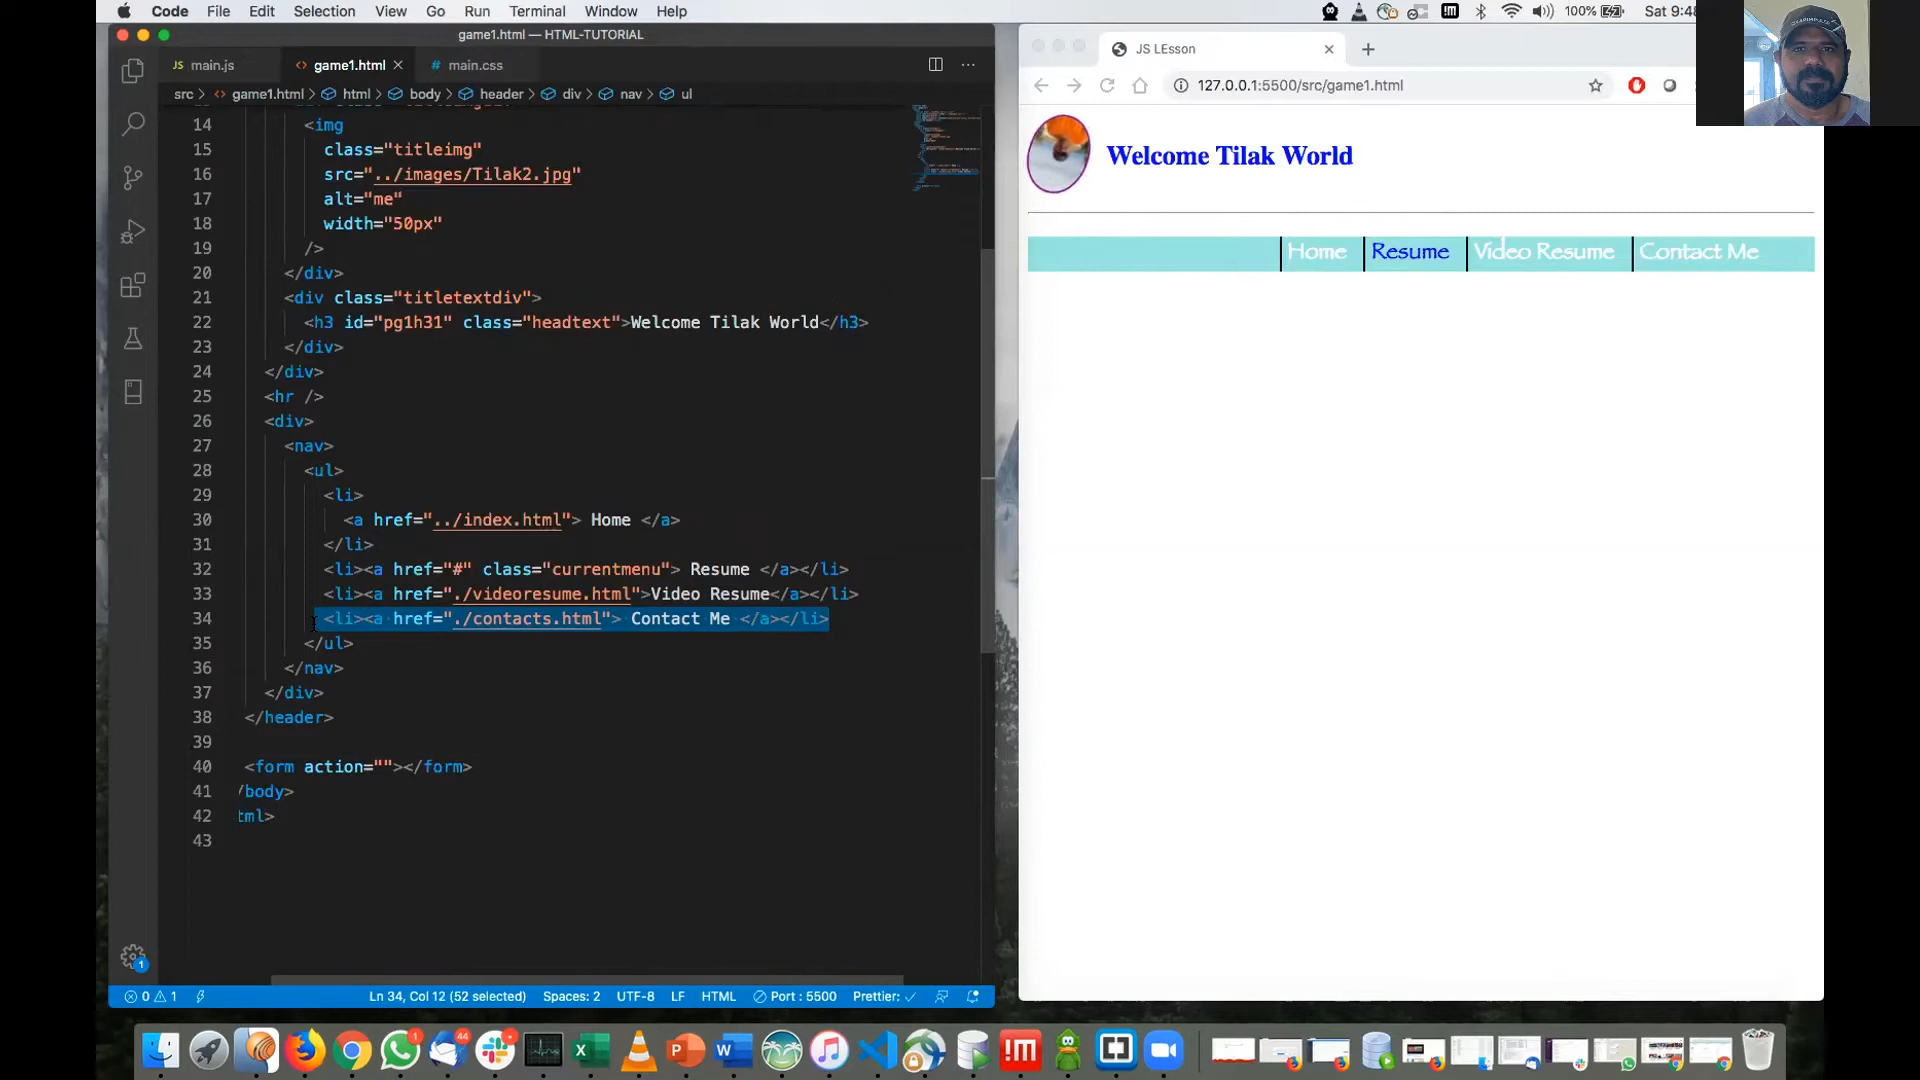 Code File Edit Selection View Go Run Terminal Window Help 100% Sat 9:48
game1.html — HTML-TUTORIAL
JS main.js <> game1.html # main.css
src > game1.html > html > body > header > div > nav > ul
14 <img
15 class="titleimg"
16 src="../images/Tilak2.jpg"
17 alt="me"
18 width="50px"
19 />
20 </div>
21 <div class="titletextdiv">
22 <h3 id="pg1h31" class="headtext">Welcome Tilak World</h3>
23 </div>
24 </div>
25 <hr />
26 <div>
27 <nav>
28 <ul>
29 <li>
30 <a href="../index.html"> Home </a>
31 </li>
32 <li><a href="#" class="currentmenu"> Resume </a></li>
33 <li><a href="./videoresume.html">Video Resume</a></li>
34 <li><a href="./contacts.html"> Contact Me </a></li>
35 </ul>
36 </nav>
37 </div>
38 </header>
39
40 <form action=""></form>
41 /body>
42 tml>
43
1
0 1 Ln 34, Col 12 (52 selected) Spaces: 2 UTF-8 LF HTML Port : 5500 Prettier: ✓
JS LEsson
127.0.0.1:5500/src/game1.html
Welcome Tilak World
Home Resume Video Resume Contact Me
1 44
X P W !M